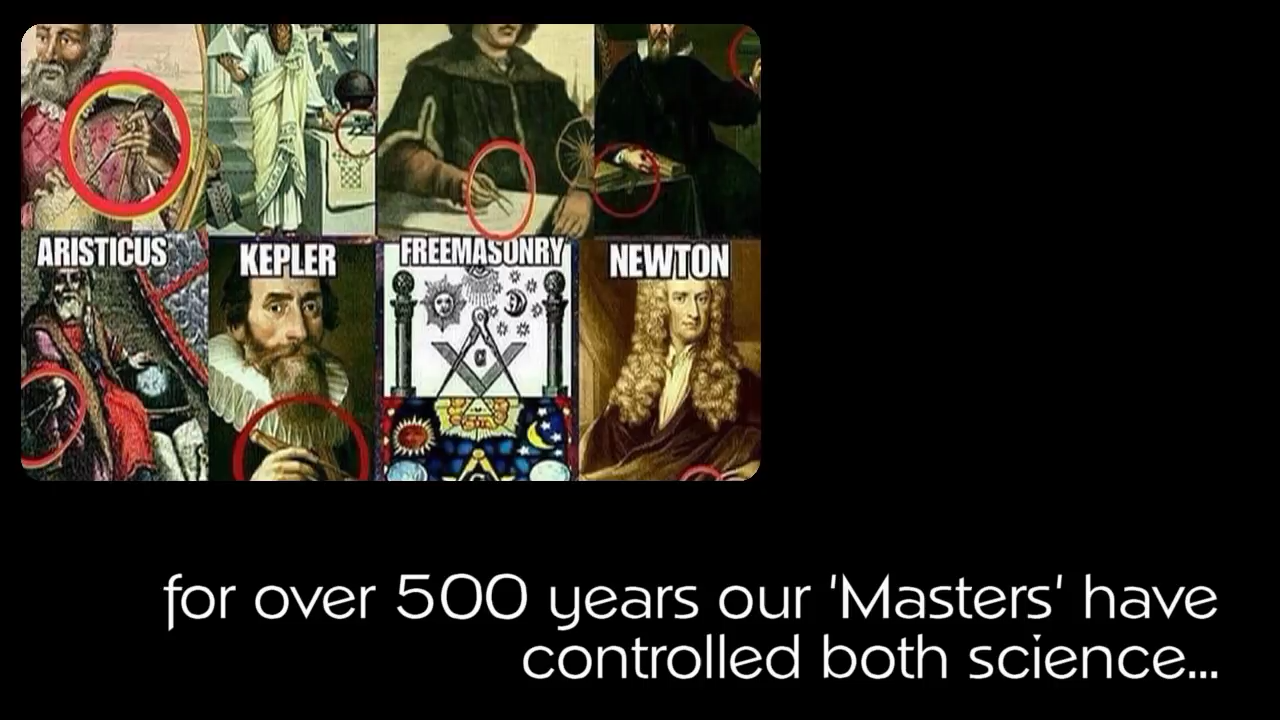 ARISTICUS
KEPLER
FREEMASONRY
NEWTON
G
for over 500 years our 'Masters' have
controlled both science...